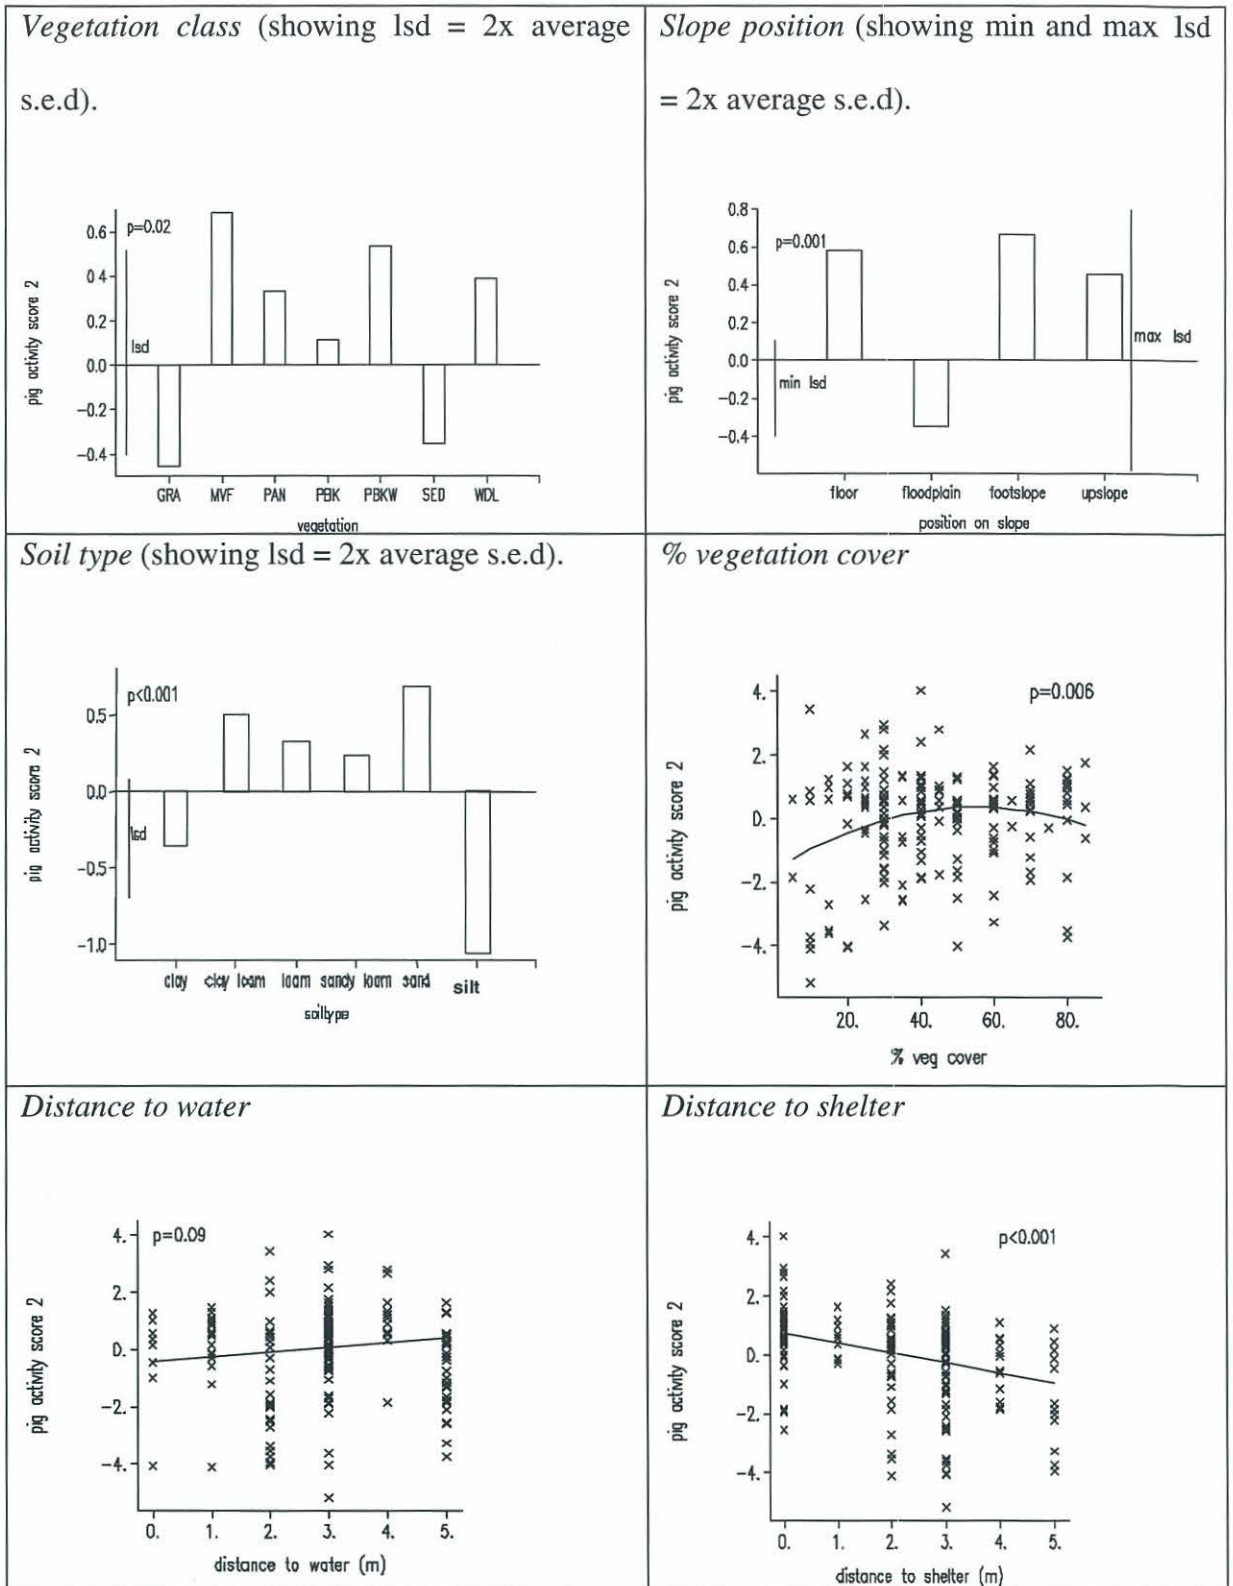 Vegetation class (showing lsd = 2x average
s.e.d).
0.6
0.4
0.2
0.0
-0.2
-0.4
p=0.02
lsd
pig activity score 2
GRA MVF PAN PBK PBKW SED WDL
vegetation
Slope position (showing min and max lsd
= 2x average s.e.d).
0.8
0.6
0.4
0.2
0.0
-0.2
-0.4
p=0.001
min lsd
max lsd
pig activity score 2
floor floodplain footslope upslope
position on slope
Soil type (showing lsd = 2x average s.e.d).
0.5
0.0
-0.5
-1.0
p<0.001
lsd
pig activity score 2
clay clay loam loam sandy loam sand silt
soiltype
% vegetation cover
4.
2.
0.
-2.
-4.
p=0.006
pig activity score 2
20. 40. 60. 80.
% veg cover
Distance to water
4.
2.
0.
-2.
-4.
p=0.09
pig activity score 2
0. 1. 2. 3. 4. 5.
distance to water (m)
Distance to shelter
4.
2.
0.
-2.
-4.
p<0.001
pig activity score 2
0. 1. 2. 3. 4. 5.
distance to shelter (m)